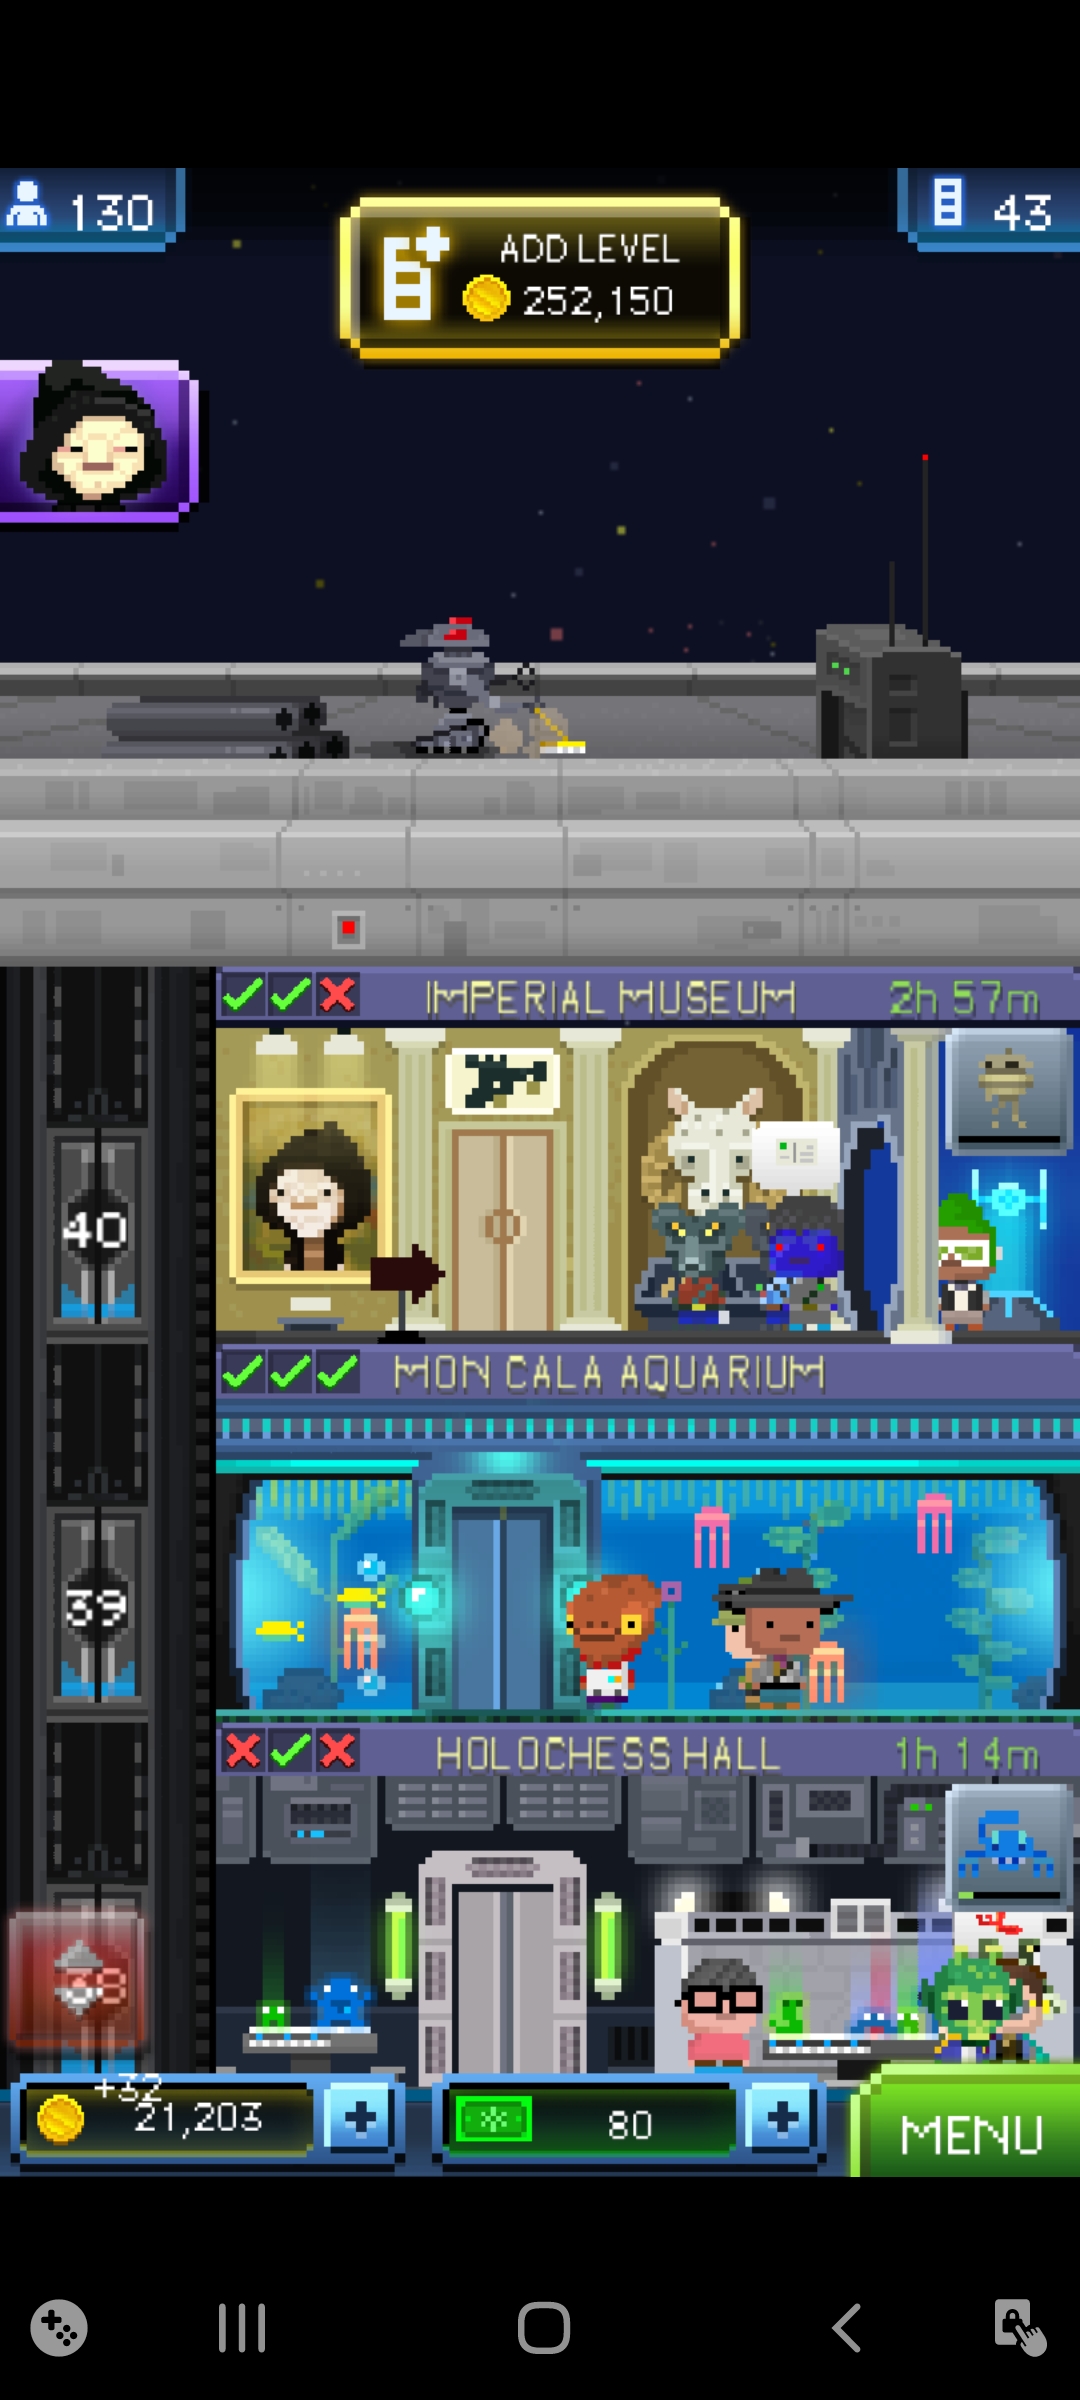 130
ADD LEVEL
252,150
43
IMPERIAL MUSEUM
2h 57m
40
MON CALA AQUARIUM
39
HOLOCHESS HALL
1h 14m
38
+32
21,203
80
MENU